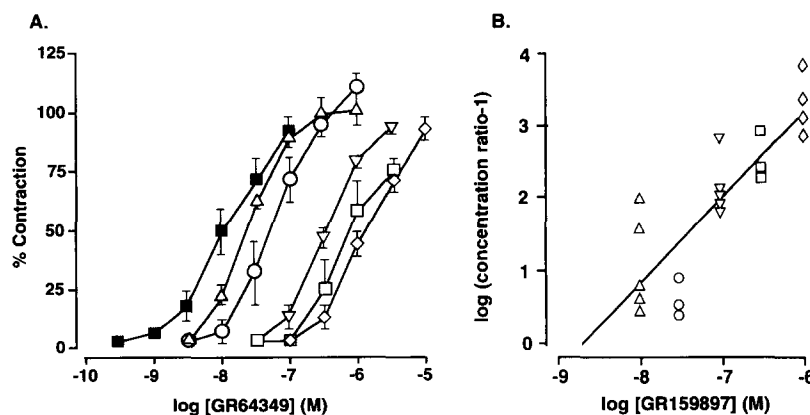 A.
125
100
75
50
25
0
% Contraction
-10 -9 -8 -7 -6 -5
log [GR64349] (M)
B.
4
3
2
1
0
log (concentration ratio-1)
-9 -8 -7 -6
log [GR159897] (M)